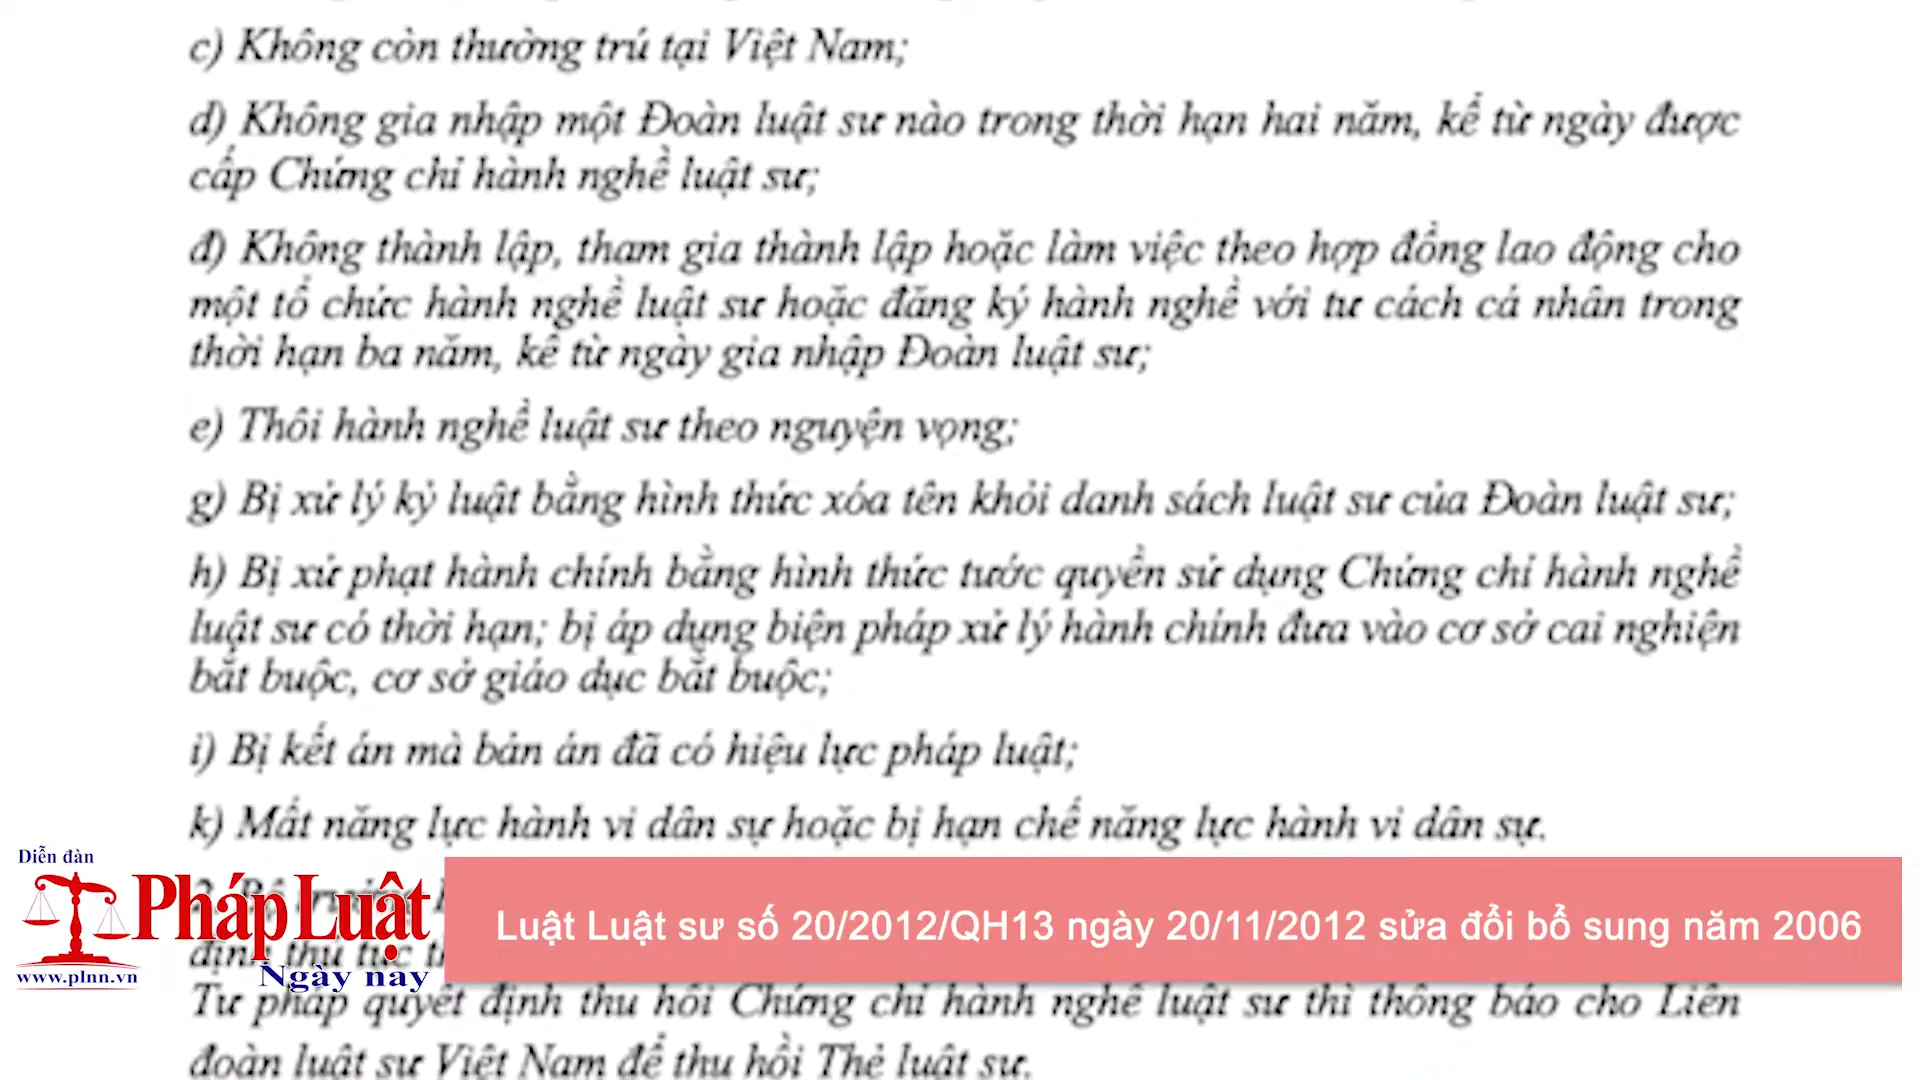 c) Không còn thường trú tại Việt Nam;
d) Không gia nhập một Đoàn luật sư nào trong thời hạn hai năm, kể từ ngày được
cấp Chứng chỉ hành nghề luật sư;
đ) Không thành lập, tham gia thành lập hoặc làm việc theo hợp đồng lao động cho
một tổ chức hành nghề luật sư hoặc đăng ký hành nghề với tư cách cá nhân trong
thời hạn ba năm, kể từ ngày gia nhập Đoàn luật sư;
e) Thôi hành nghề luật sư theo nguyện vọng;
g) Bị xử lý kỷ luật bằng hình thức xóa tên khỏi danh sách luật sư của Đoàn luật sư;
h) Bị xử phạt hành chính bằng hình thức tước quyền sử dụng Chứng chỉ hành nghề
luật sư có thời hạn; bị áp dụng biện pháp xử lý hành chính đưa vào cơ sở cai nghiện
bắt buộc, cơ sở giáo dục bắt buộc;
i) Bị kết án mà bản án đã có hiệu lực pháp luật;
k) Mất năng lực hành vi dân sự hoặc bị hạn chế năng lực hành vi dân sự.
Diễn đàn
Pháp Luật
Ngày nay
www.plnn.vn
Luật Luật sư số 20/2012/QH13 ngày 20/11/2012 sửa đổi bổ sung năm 2006
định thủ tục
Tư pháp quyết định thu hồi Chứng chỉ hành nghề luật sư thì thông báo cho Liên
đoàn luật sư Việt Nam để thu hồi Thẻ luật sư.